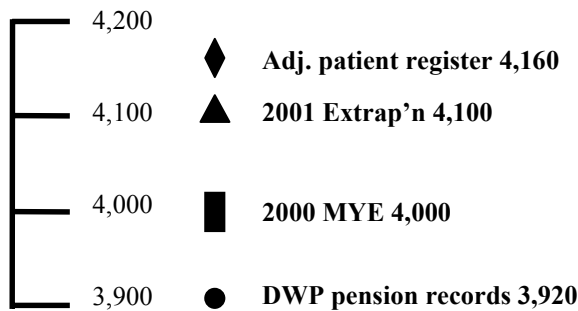 4,200
Adj. patient register 4,160
4,100 2001 Extrap’n 4,100
4,000 2000 MYE 4,000
3,900 DWP pension records 3,920